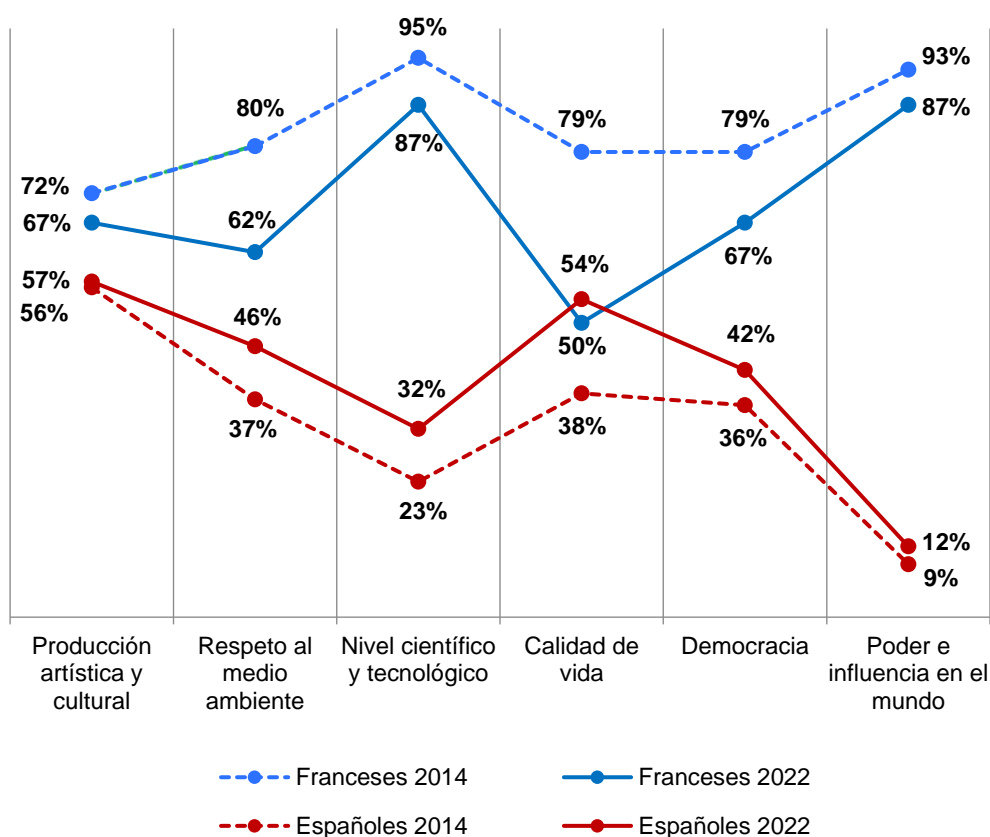 95%
93%
80%
79%
79%
87%
87%
72%
67%
62%
67%
57%
56%
46%
54%
50%
42%
32%
37%
38%
36%
23%
12%
9%
Producción
artística y
cultural
Respeto al
medio
ambiente
Nivel científico
y tecnológico
Calidad de
vida
Democracia
Poder e
influencia en el
mundo
Franceses 2014
Franceses 2022
Españoles 2014
Españoles 2022